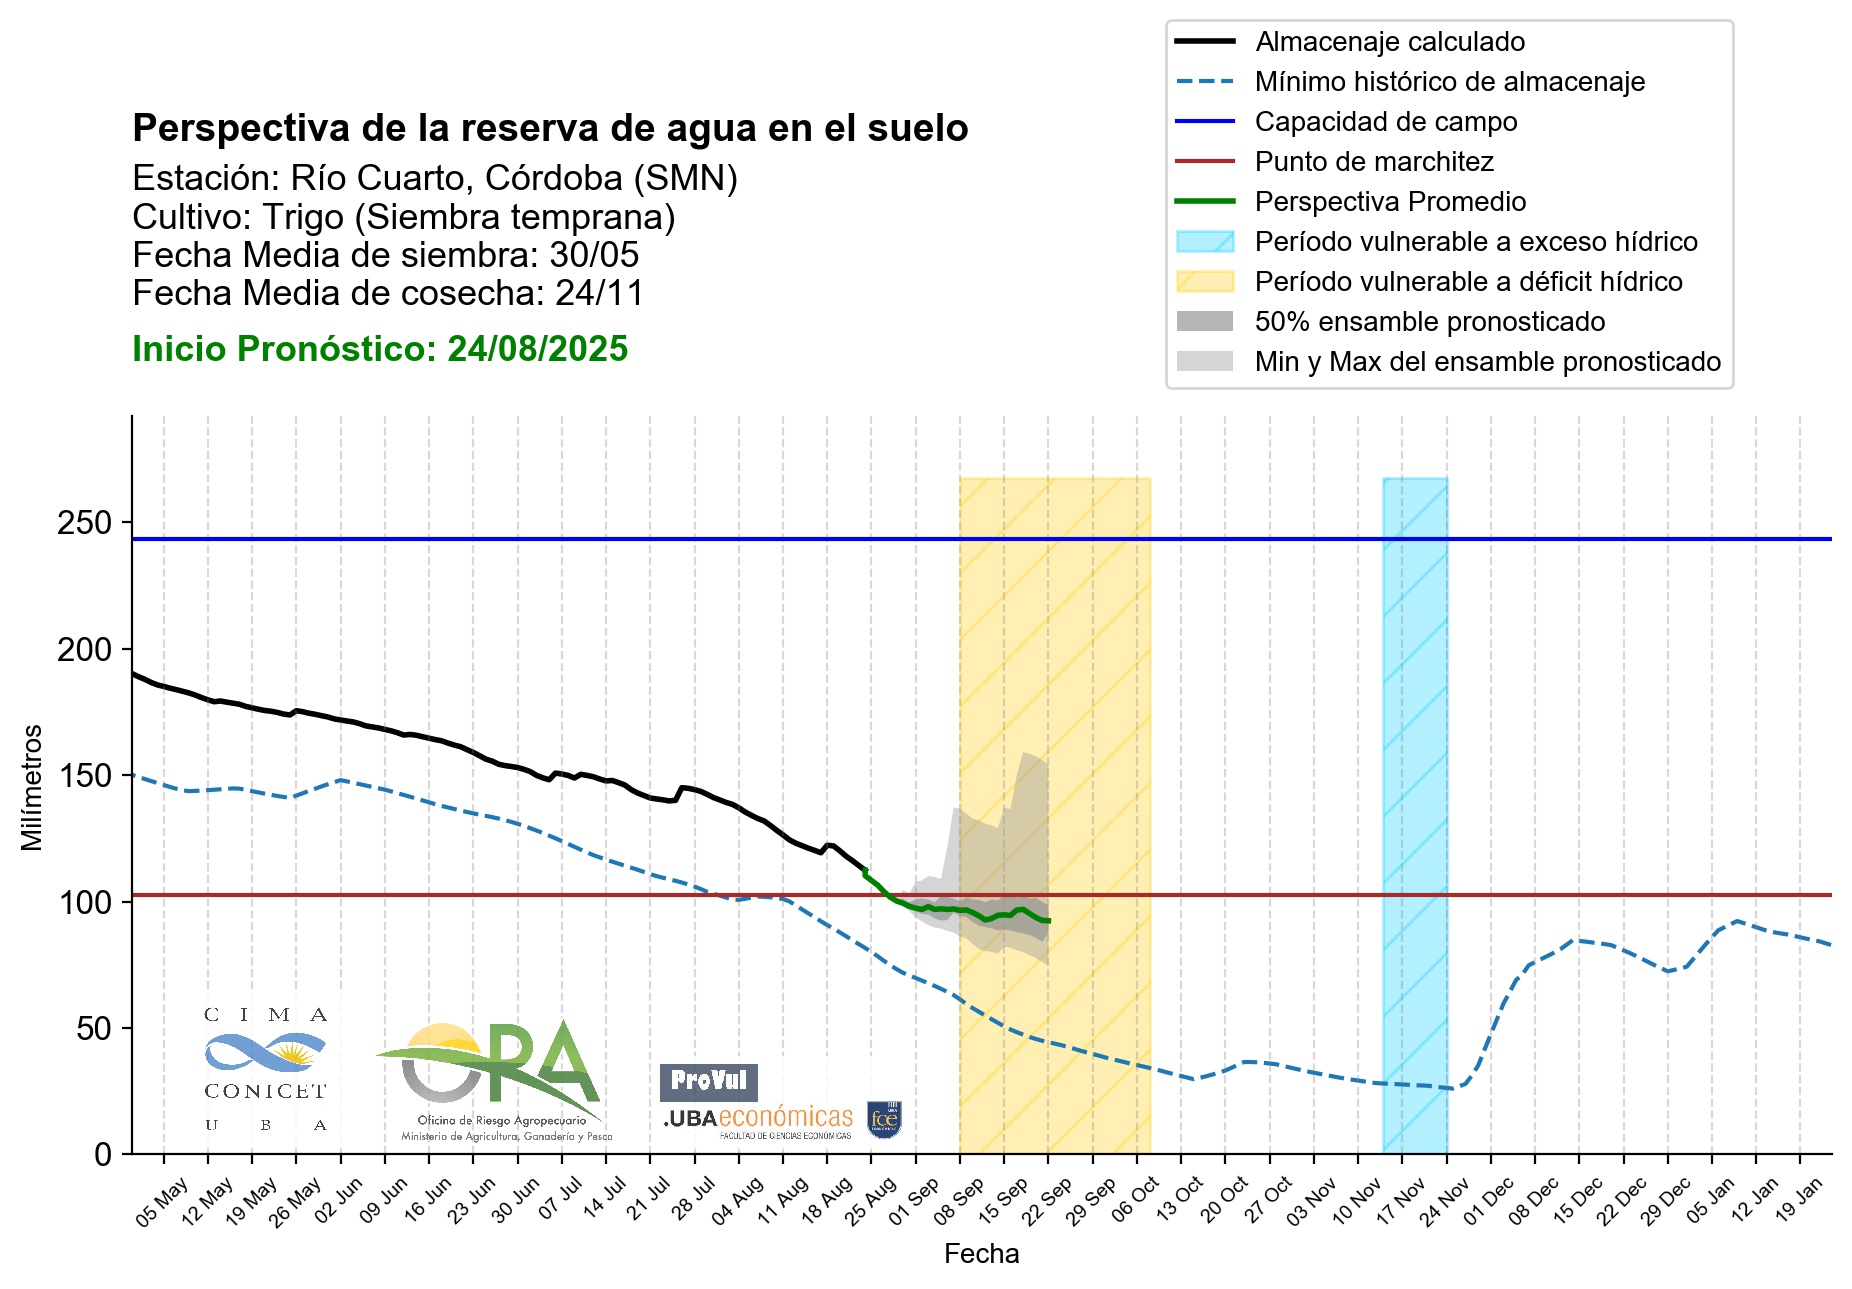 Almacenaje calculado
Mínimo histórico de almacenaje
Capacidad de campo
Punto de marchitez
Perspectiva Promedio
Período vulnerable a exceso hídrico
Período vulnerable a déficit hídrico
50% ensamble pronosticado
Min y Max del ensamble pronosticado
Perspectiva de la reserva de agua en el suelo
Estación: Río Cuarto, Córdoba (SMN)
Cultivo: Trigo (Siembra temprana)
Fecha Media de siembra: 30/05
Fecha Media de cosecha: 24/11
Inicio Pronóstico: 24/08/2025
Milímetros
250
200
150
100
50
0
CIMA
CONICET
UBA
ORA
Oficina de Riesgo Agropecuario
Ministerio de Agricultura, Ganadería y Pesca
ProVul
.UBAeconómicas
FACULTAD DE CIENCIAS ECONÓMICAS
fce
05 May
12 May
19 May
26 May
02 Jun
09 Jun
16 Jun
23 Jun
30 Jun
07 Jul
14 Jul
21 Jul
28 Jul
04 Aug
11 Aug
18 Aug
25 Aug
01 Sep
08 Sep
15 Sep
22 Sep
29 Sep
06 Oct
13 Oct
20 Oct
27 Oct
03 Nov
10 Nov
17 Nov
24 Nov
01 Dec
08 Dec
15 Dec
22 Dec
29 Dec
05 Jan
12 Jan
19 Jan
Fecha